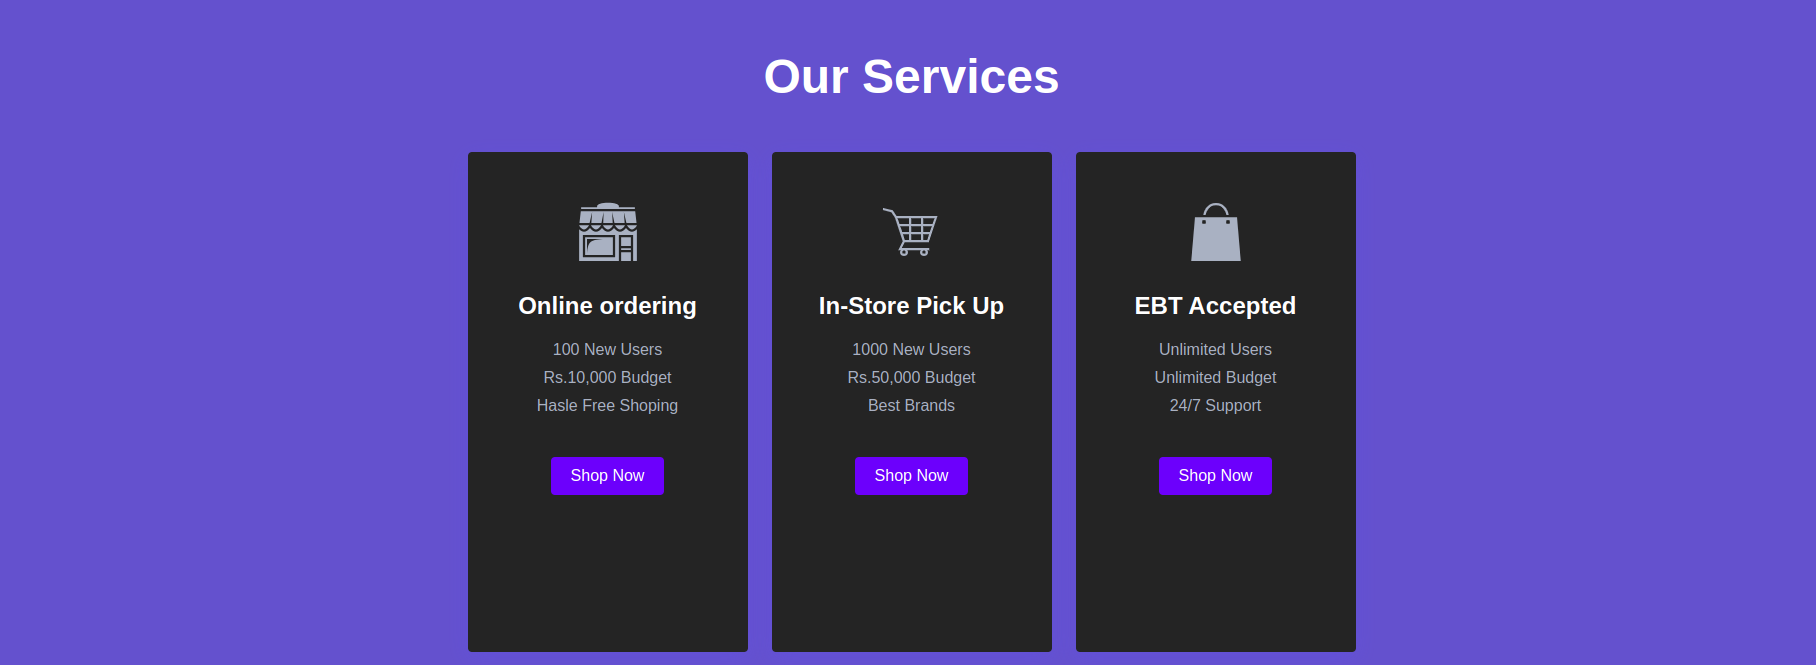 Our Services
Online ordering
100 New Users
Rs.10,000 Budget
Hasle Free Shoping
Shop Now
In-Store Pick Up
1000 New Users
Rs.50,000 Budget
Best Brands
Shop Now
EBT Accepted
Unlimited Users
Unlimited Budget
24/7 Support
Shop Now